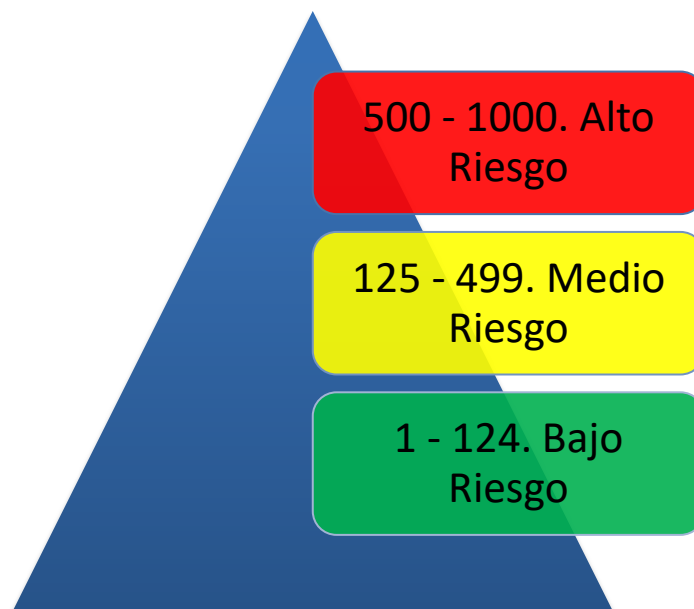 500 - 1000. Alto
Riesgo
125 - 499. Medio
Riesgo
1 - 124. Bajo
Riesgo